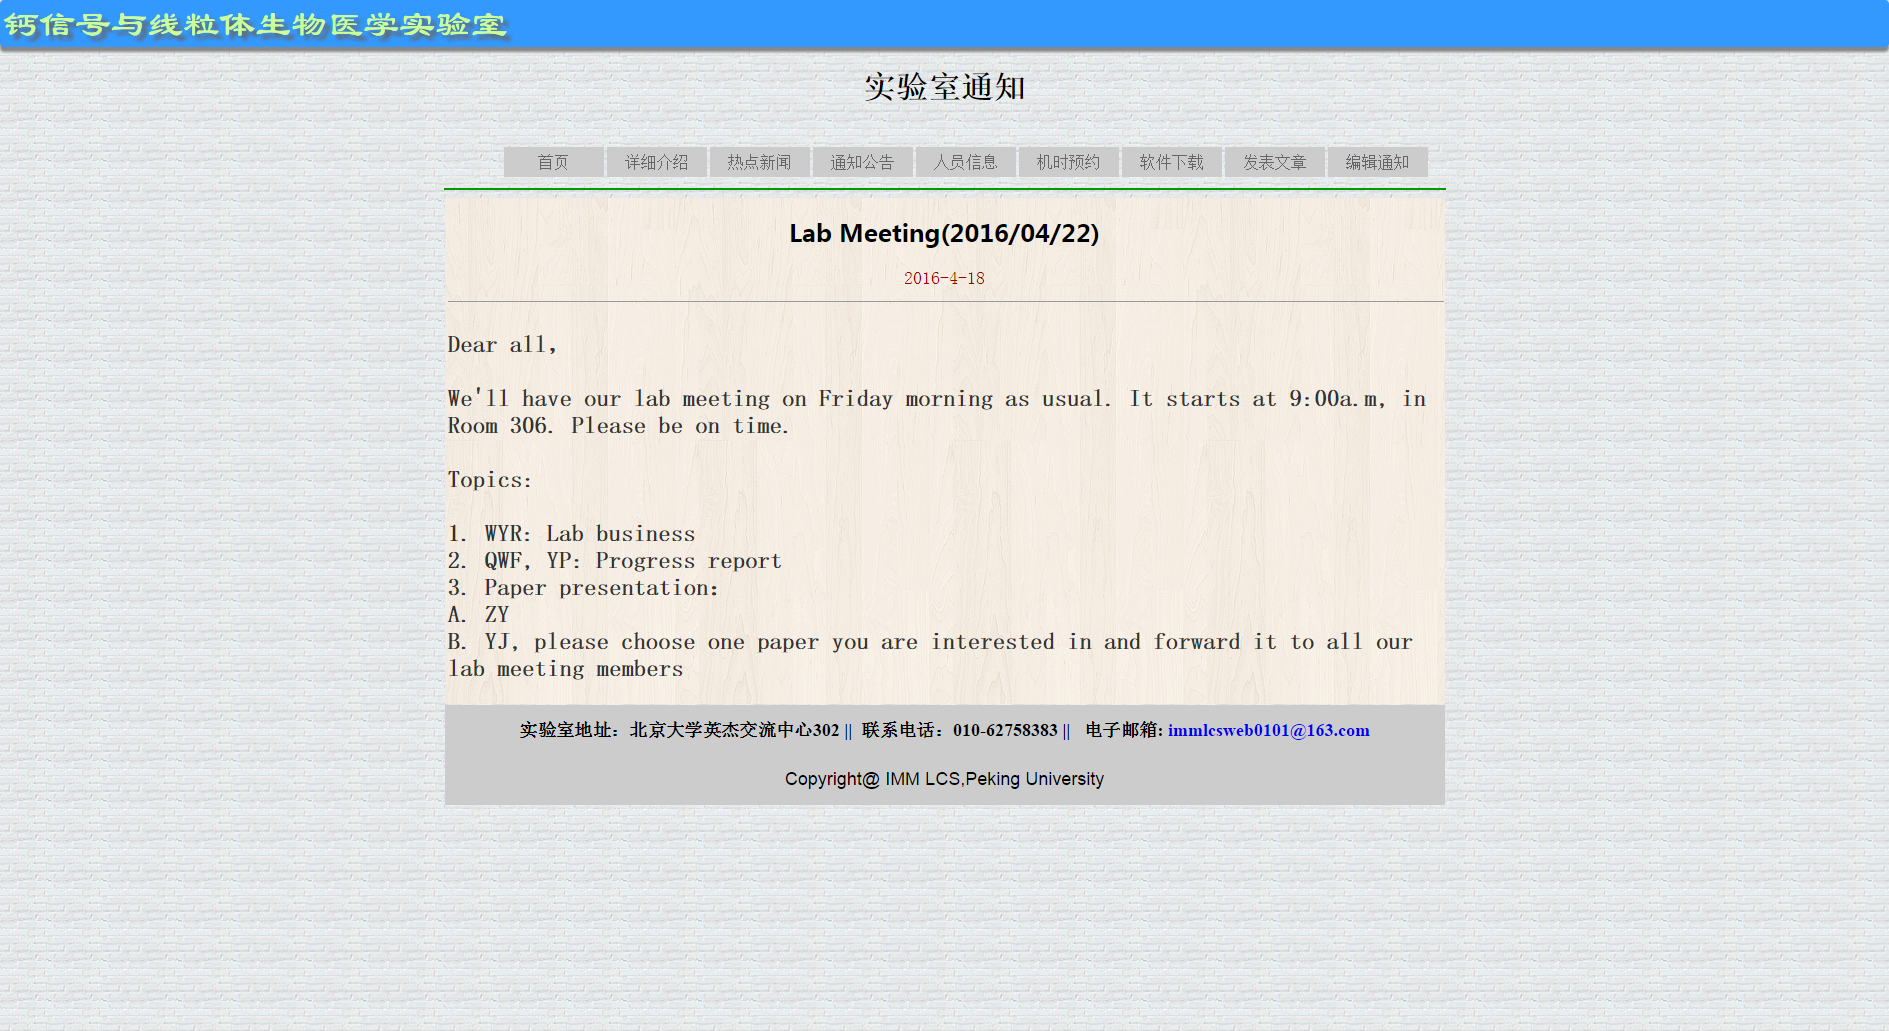 钙信号与线粒体生物医学实验室
实验室通知
首页 详细介绍 热点新闻 通知公告 人员信息 机时预约 软件下载 发表文章 编辑通知
Lab Meeting(2016/04/22)
2016-4-18
Dear all，
We'll have our lab meeting on Friday morning as usual. It starts at 9:00a.m, in
Room 306. Please be on time.
Topics:
1. WYR: Lab business
2. QWF, YP: Progress report
3. Paper presentation：
A. ZY
B. YJ, please choose one paper you are interested in and forward it to all our
lab meeting members
实验室地址：北京大学英杰交流中心302 || 联系电话：010-62758383 || 电子邮箱: immlcsweb0101@163.com
Copyright@ IMM LCS,Peking University